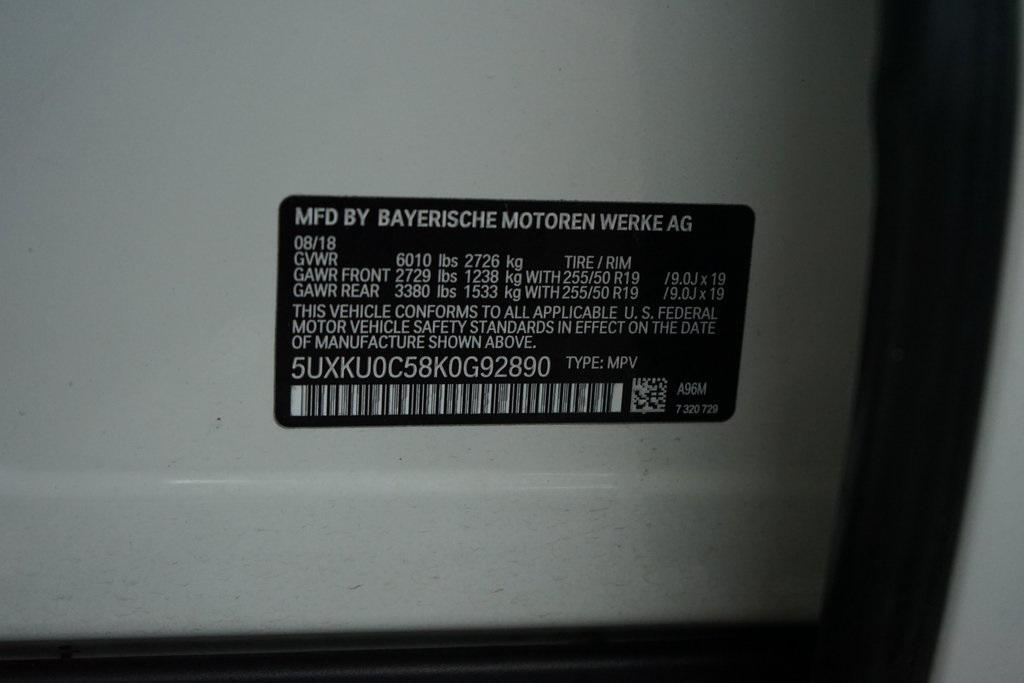 MFD BY BAYERISCHE MOTOREN WERKE AG
08/18
GVWR 6010 lbs 2726 kg TIRE / RIM
GAWR FRONT 2729 lbs 1238 kg WITH 255/50 R19 /9.0J x 19
GAWR REAR 3380 lbs 1533 kg WITH 255/50 R19 /9.0J x 19
THIS VEHICLE CONFORMS TO ALL APPLICABLE U. S. FEDERAL
MOTOR VEHICLE SAFETY STANDARDS IN EFFECT ON THE DATE
OF MANUFACTURE SHOWN ABOVE.
5UXKU0C58K0G92890 TYPE: MPV
A96M
7 320 729